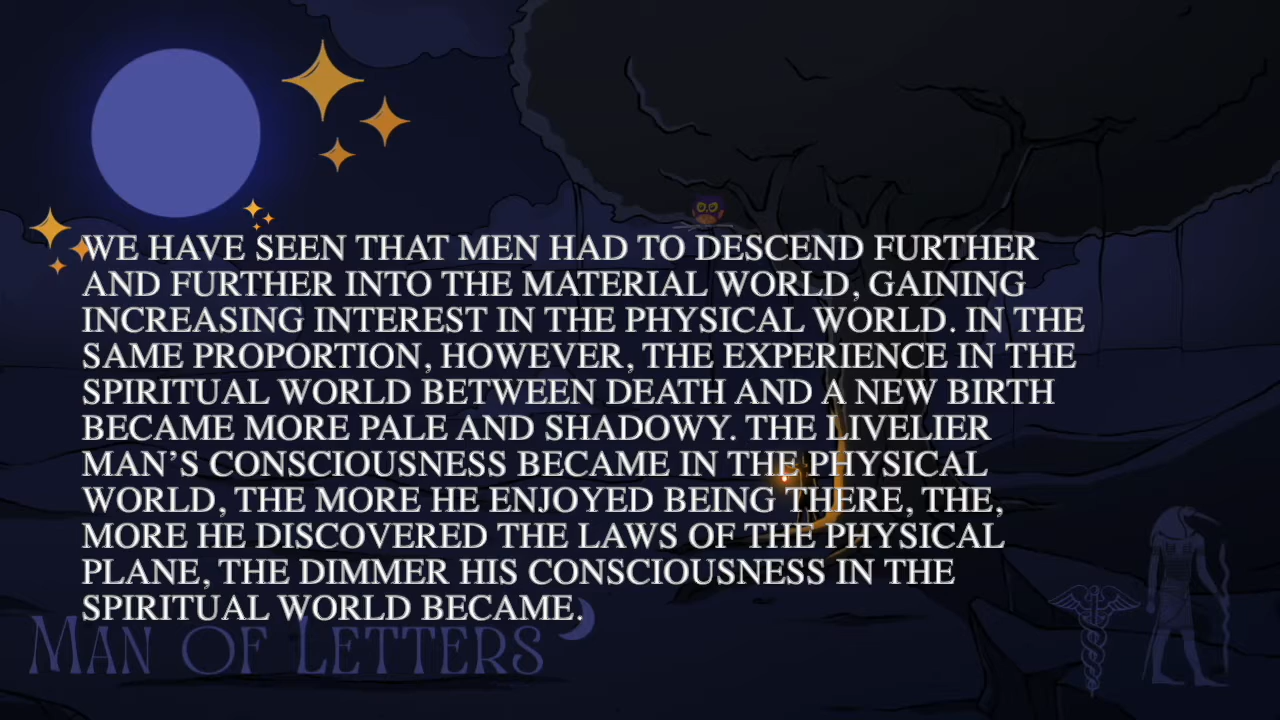 WE HAVE SEEN THAT MEN HAD TO DESCEND FURTHER
AND FURTHER INTO THE MATERIAL WORLD, GAINING
INCREASING INTEREST IN THE PHYSICAL WORLD. IN THE
SAME PROPORTION, HOWEVER, THE EXPERIENCE IN THE
SPIRITUAL WORLD BETWEEN DEATH AND A NEW BIRTH
BECAME MORE PALE AND SHADOWY. THE LIVELIER
MAN’S CONSCIOUSNESS BECAME IN THE PHYSICAL
WORLD, THE MORE HE ENJOYED BEING THERE, THE,
MORE HE DISCOVERED THE LAWS OF THE PHYSICAL
PLANE, THE DIMMER HIS CONSCIOUSNESS IN THE
SPIRITUAL WORLD BECAME.
MAN OF LETTERS